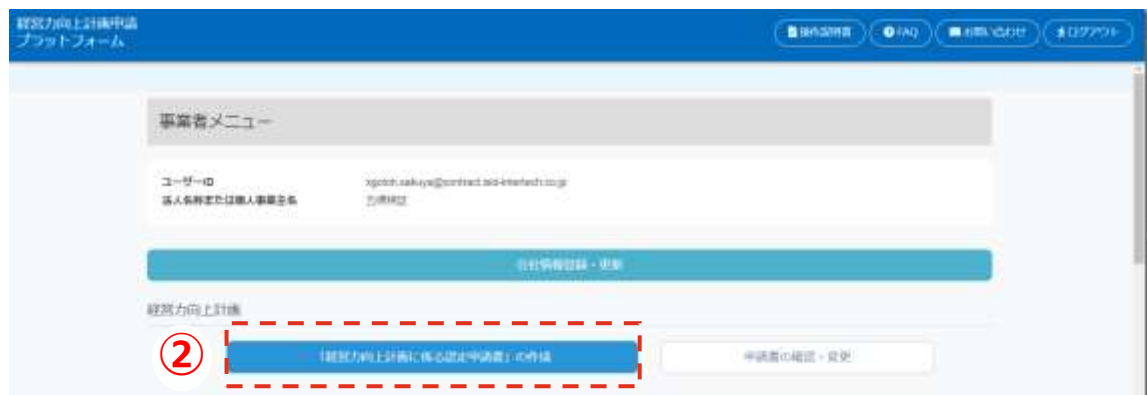 経営力向上計画申請
プラットフォーム
操作説明書
FAQ
お問い合わせ
ログアウト
事業者メニュー
ユーザーID
法人名称または個人事業主名
会社情報登録・更新
経営力向上計画
②
「経営力向上計画に係る認定申請書」の作成
申請書の確認・変更